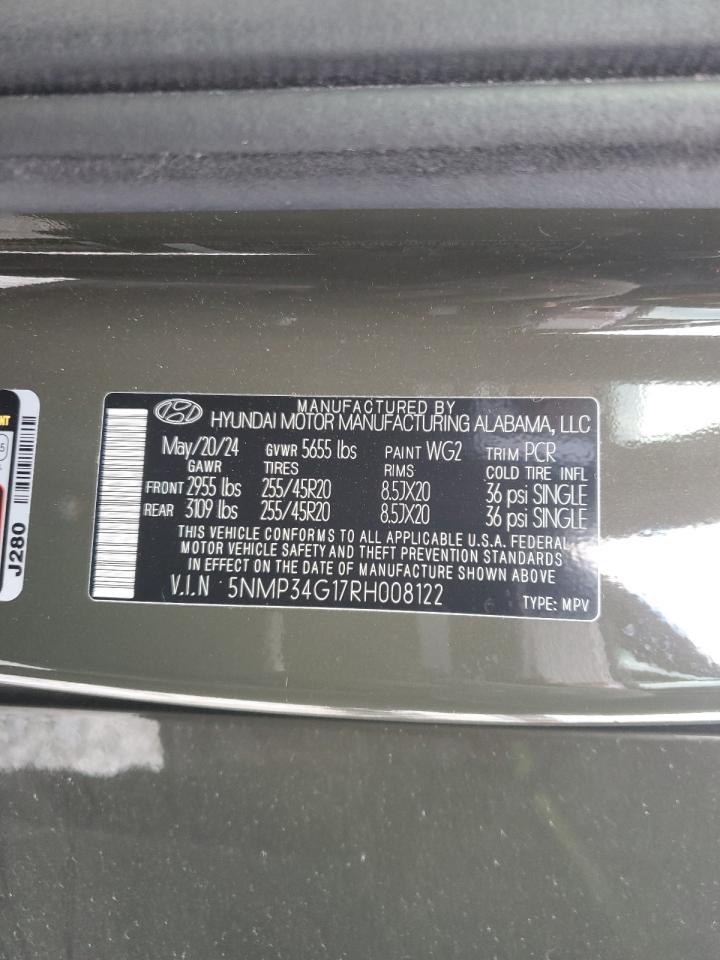 MANUFACTURED BY
HYUNDAI MOTOR MANUFACTURING ALABAMA, LLC
May/20/24 GVWR 5655 lbs PAINT WG2 TRIM PCR
GAWR TIRES RIMS COLD TIRE INFL
FRONT 2955 lbs 255/45R20 8.5JX20 36 psi SINGLE
REAR 3109 lbs 255/45R20 8.5JX20 36 psi SINGLE
THIS VEHICLE CONFORMS TO ALL APPLICABLE U.S.A. FEDERAL
MOTOR VEHICLE SAFETY AND THEFT PREVENTION STANDARDS
IN EFFECT ON THE DATE OF MANUFACTURE SHOWN ABOVE
V.I.N 5NMP34G17RH008122 TYPE: MPV
J280